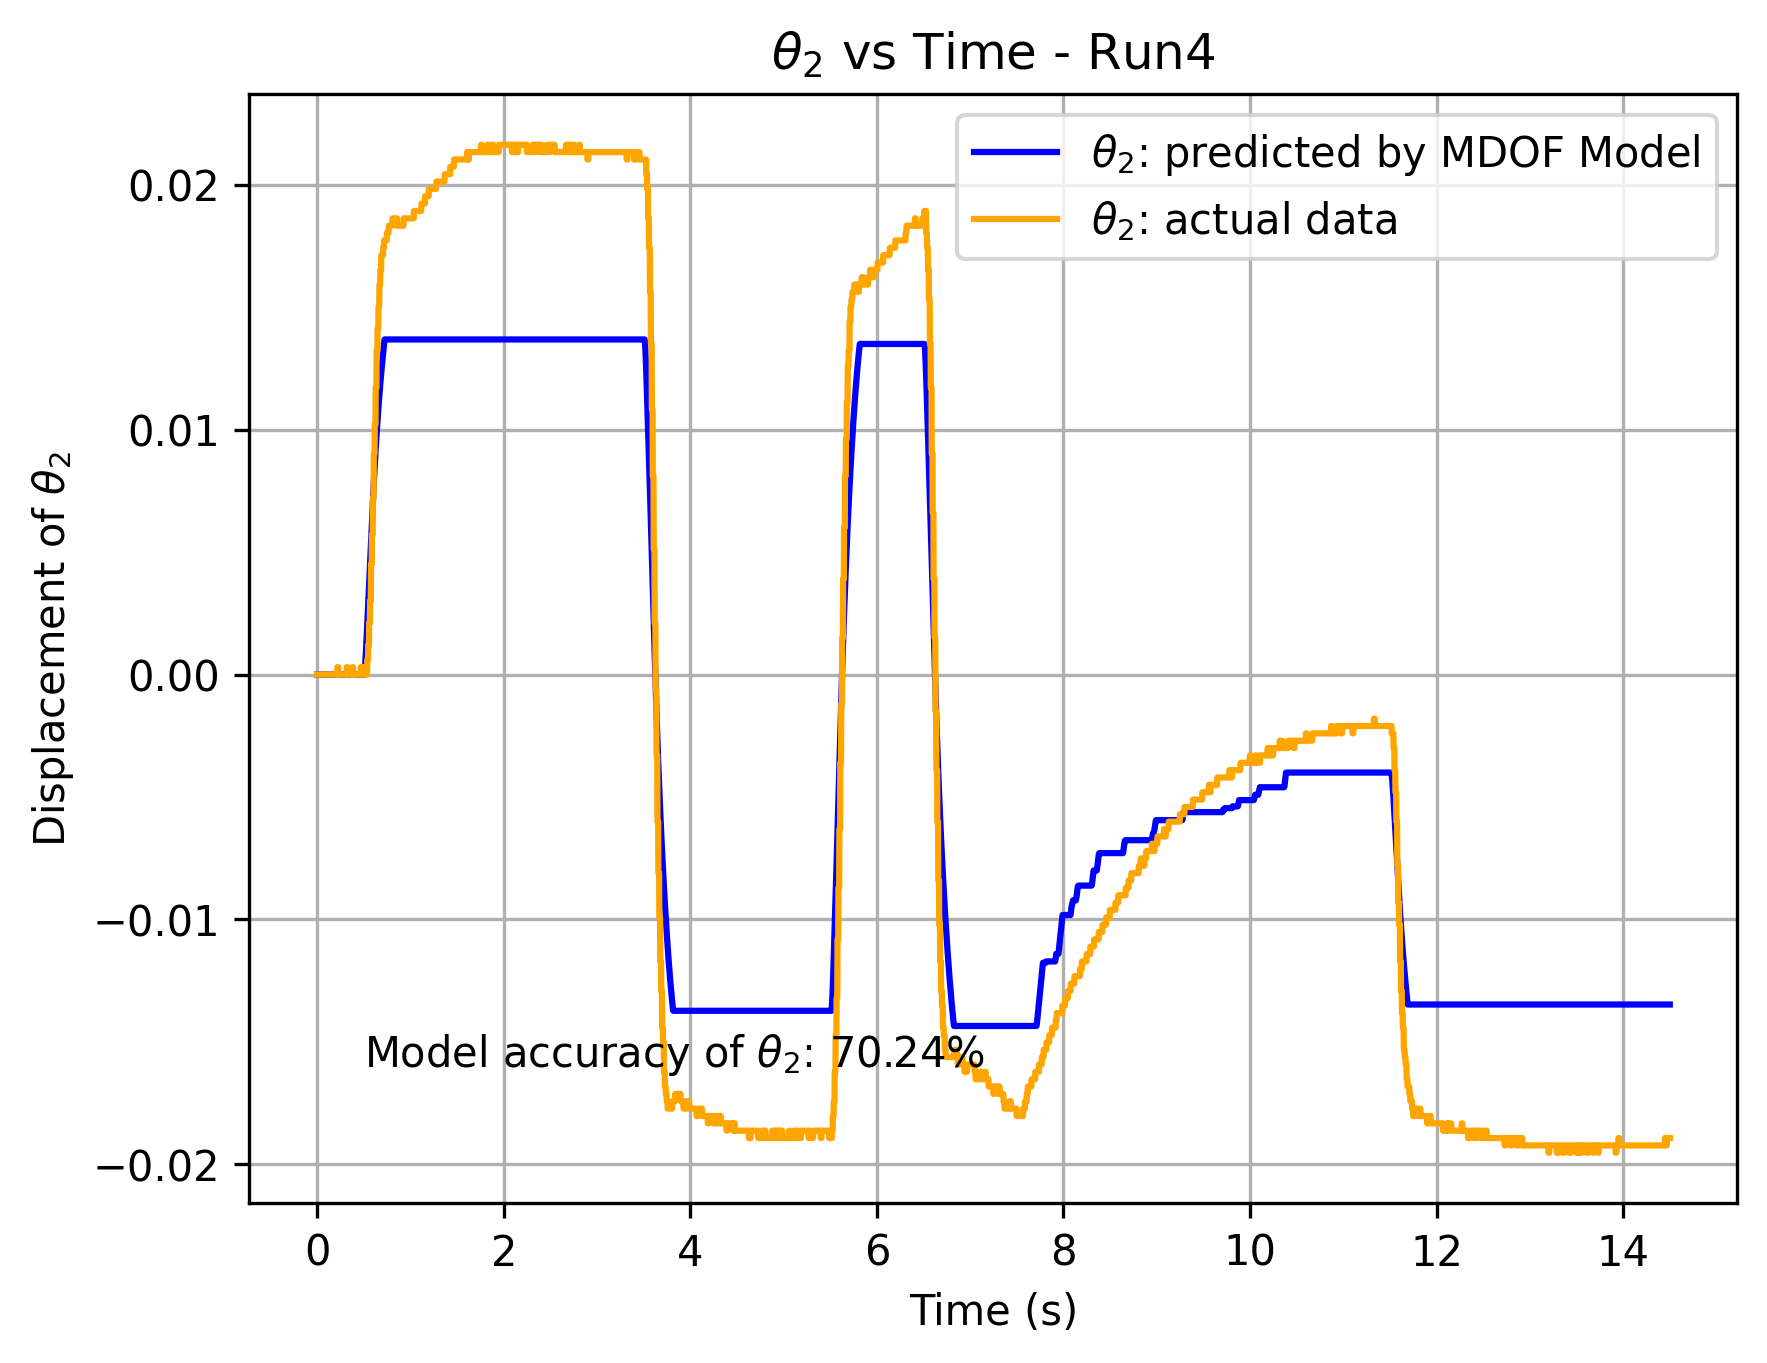 θ₂ vs Time - Run4
θ₂: predicted by MDOF Model
θ₂: actual data
Displacement of θ₂
0.02
0.01
0.00
−0.01
−0.02
Model accuracy of θ₂: 70.24%
0 2 4 6 8 10 12 14
Time (s)